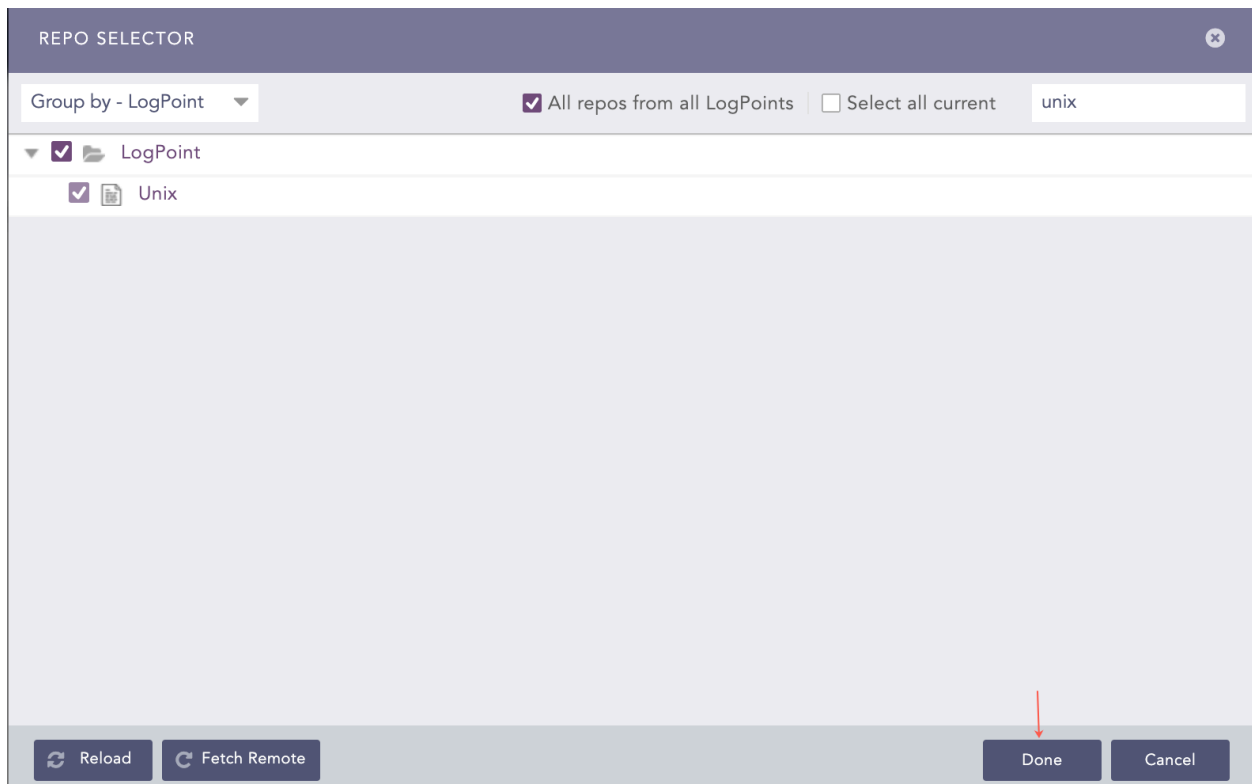 REPO SELECTOR
Group by - LogPoint All repos from all LogPoints Select all current unix
LogPoint
Unix
Reload Fetch Remote Done Cancel